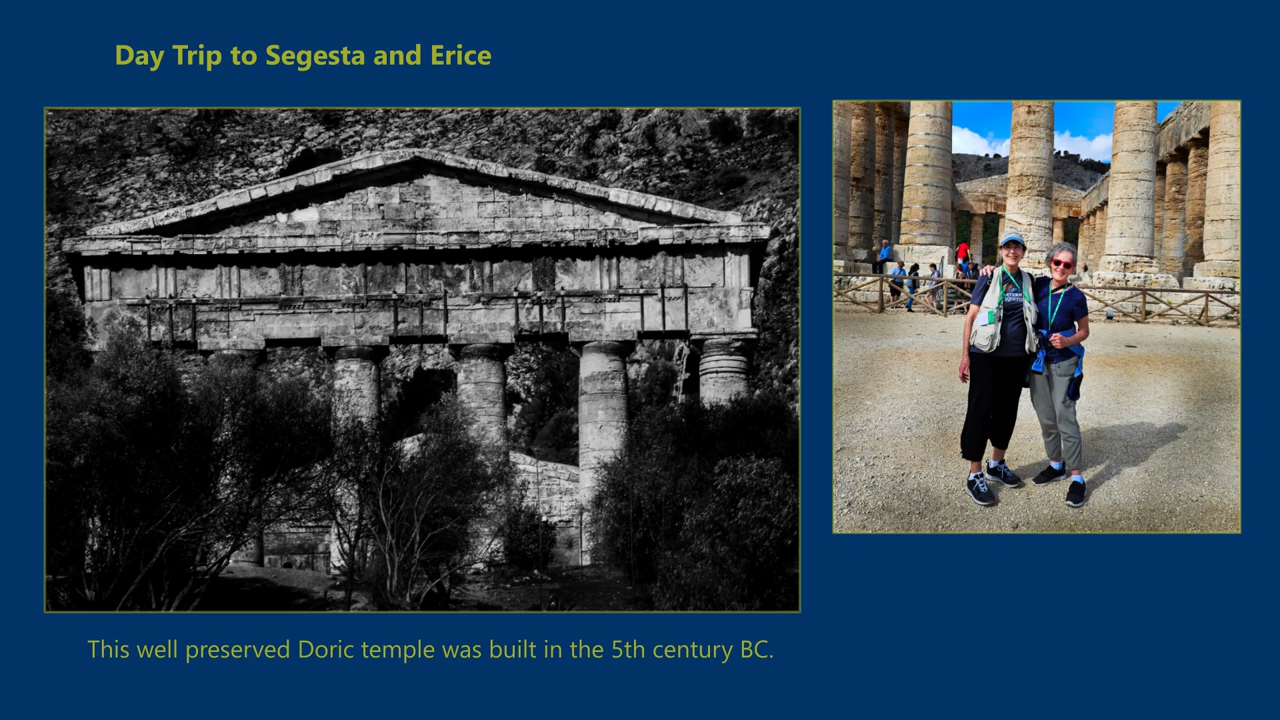 Day Trip to Segesta and Erice
This well preserved Doric temple was built in the 5th century BC.